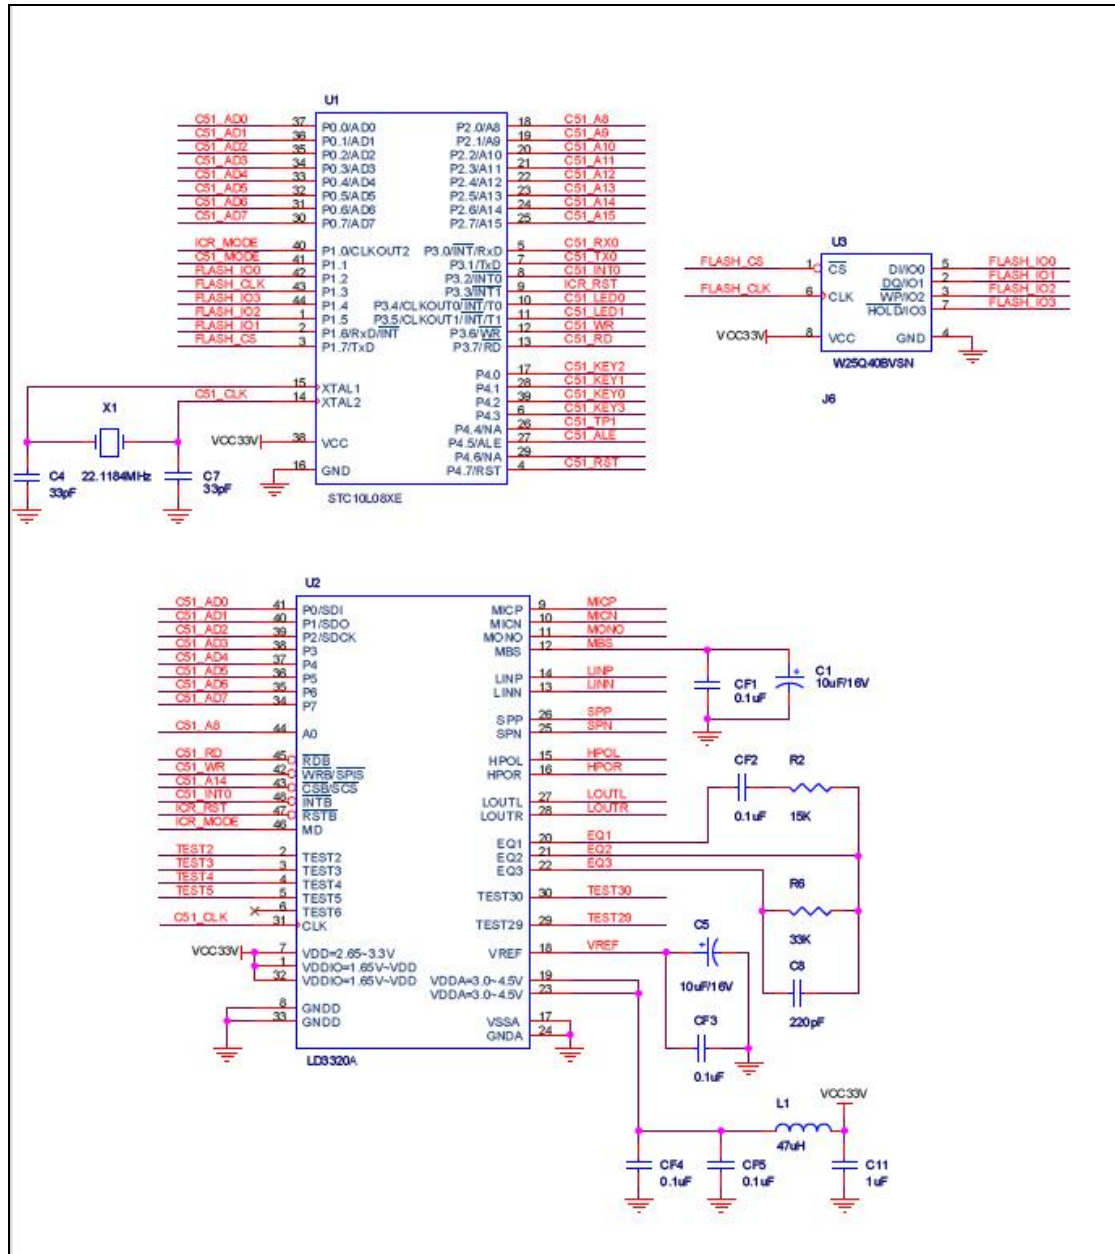 U1
C51_AD0 37 P0.0/AD0 P2.0/A8 18 C51_A8
C51_AD1 36 P0.1/AD1 P2.1/A9 19 C51_A9
C51_AD2 35 P0.2/AD2 P2.2/A10 20 C51_A10
C51_AD3 34 P0.3/AD3 P2.3/A11 21 C51_A11
C51_AD4 33 P0.4/AD4 P2.4/A12 22 C51_A12
C51_AD5 32 P0.5/AD5 P2.5/A13 23 C51_A13
C51_AD6 31 P0.6/AD6 P2.6/A14 24 C51_A14
C51_AD7 30 P0.7/AD7 P2.7/A15 25 C51_A15
ICR_MODE 40 P1.0/CLKOUT2 P3.0/INT/RxD 5 C51_RX0
C51_MODE 41 P1.1 P3.1/TxD 7 C51_TX0
FLASH_IO0 42 P1.2 P3.2/INT0 8 C51_INT0
FLASH_CLK 43 P1.3 P3.3/INT1 9 ICR_RST
FLASH_IO3 44 P1.4 P3.4/CLKOUT0/INT/T0 10 C51_LED0
FLASH_IO2 1 P1.5 P3.5/CLKOUT1/INT/T1 11 C51_LED1
FLASH_IO1 2 P1.6/RxD/INT P3.6/WR 12 C51_WR
FLASH_CS 3 P1.7/TxD P3.7/RD 13 C51_RD
P4.0 17 C51_KEY2
15 XTAL1 P4.1 28 C51_KEY1
C51_CLK 14 XTAL2 P4.2 39 C51_KEY0
P4.3 6 C51_KEY3
P4.4/NA 26 C51_TP1
VCC33V 38 VCC P4.5/ALE 27 C51_ALE
P4.6/NA 29
16 GND P4.7/RST 4 C51_RST
STC10L08XE
X1
22.1184MHz
C4
33pF
C7
33pF
U3
FLASH_CS 1 CS DI/IO0 5 FLASH_IO0
DO/IO1 2 FLASH_IO1
FLASH_CLK 6 CLK WP/IO2 3 FLASH_IO2
HOLD/IO3 7 FLASH_IO3
VCC33V 8 VCC GND 4
W25Q40BVSN
J6
U2
C51_AD0 41 P0/SDI MICP 9 MICP
C51_AD1 40 P1/SDO MICN 10 MICN
C51_AD2 39 P2/SDCK MONO 11 MONO
C51_AD3 38 P3 MBS 12 MBS
C51_AD4 37 P4
C51_AD5 36 P5 LINP 14 LINP
C51_AD6 35 P6 LINN 13 LINN
C51_AD7 34 P7
SPP 26 SPP
C51_A8 44 A0 SPN 25 SPN
C51_RD 45 RDB HPOL 15 HPOL
C51_WR 42 WRB/SPIS HPOR 16 HPOR
C51_A14 43 CSB/SCS
C51_INT0 48 INTB LOUTL 27 LOUTL
ICR_RST 47 RSTB LOUTR 28 LOUTR
ICR_MODE 46 MD
EQ1 20 EQ1
TEST2 2 TEST2 EQ2 21 EQ2
TEST3 3 TEST3 EQ3 22 EQ3
TEST4 4 TEST4
TEST5 5 TEST5 TEST30 30 TEST30
6 TEST6
C51_CLK 31 CLK TEST29 29 TEST29
VCC33V 7 VDD=2.65~3.3V VREF 18 VREF
1 VDDIO=1.65V~VDD
32 VDDIO=1.65V~VDD VDDA=3.0~4.5V 19
VDDA=3.0~4.5V 23
8 GNDD
33 GNDD VSSA 17
GNDA 24
LD3320A
CF1
0.1uF
C1
10uF/16V
CF2
0.1uF
R2
15K
R6
33K
C8
220pF
C5
10uF/16V
CF3
0.1uF
VCC33V
L1
47uH
CF4
0.1uF
CF5
0.1uF
C11
1uF